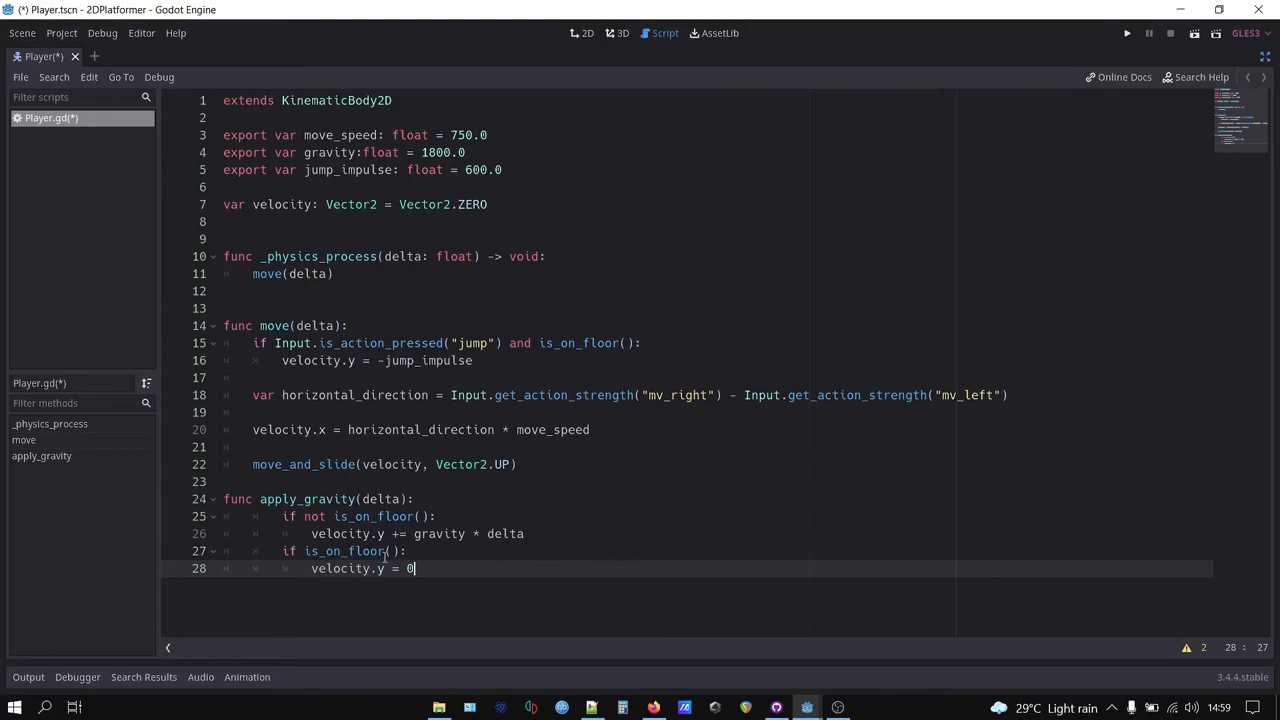 (*) Player.tscn - 2DPlatformer - Godot Engine
Scene Project Debug Editor Help
2D 3D Script AssetLib
GLES3
Player(*)
File Search Edit Go To Debug
Online Docs Search Help
Filter scripts
Player.gd(*)
Player.gd(*)
Filter methods
_physics_process
move
apply_gravity
1 extends KinematicBody2D
2
3 export var move_speed: float = 750.0
4 export var gravity:float = 1800.0
5 export var jump_impulse: float = 600.0
6
7 var velocity: Vector2 = Vector2.ZERO
8
9
10 func _physics_process(delta: float) -> void:
11 move(delta)
12
13
14 func move(delta):
15 if Input.is_action_pressed("jump") and is_on_floor():
16 velocity.y = -jump_impulse
17
18 var horizontal_direction = Input.get_action_strength("mv_right") - Input.get_action_strength("mv_left")
19
20 velocity.x = horizontal_direction * move_speed
21
22 move_and_slide(velocity, Vector2.UP)
23
24 func apply_gravity(delta):
25 if not is_on_floor():
26 velocity.y += gravity * delta
27 if is_on_floor():
28 velocity.y = 0
2 28 : 27
Output Debugger Search Results Audio Animation
3.4.4.stable
29°C Light rain
14:59